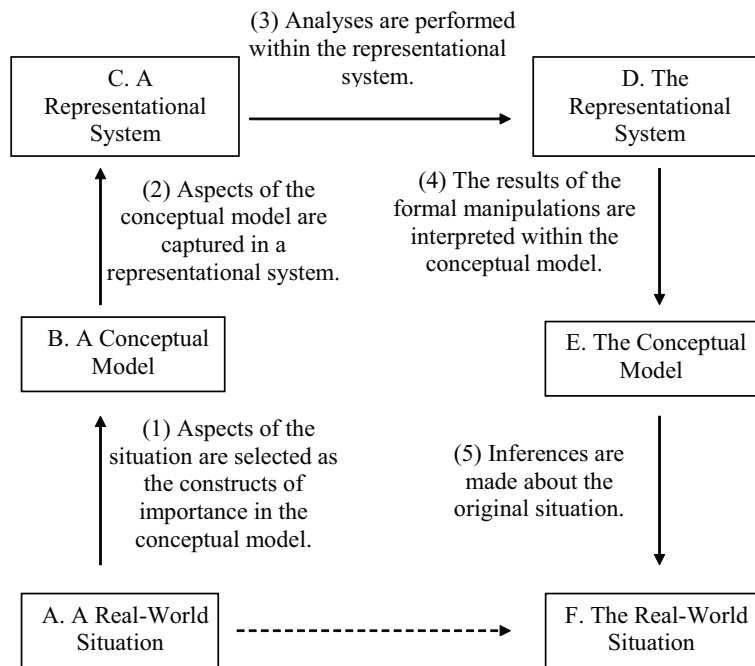 (3) Analyses are performed
within the representational
system.
C. A
Representational
System
D. The
Representational
System
(2) Aspects of the
conceptual model are
captured in a
representational system.
(4) The results of the
formal manipulations are
interpreted within the
conceptual model.
B. A Conceptual
Model
E. The Conceptual
Model
(1) Aspects of the
situation are selected as
the constructs of
importance in the
conceptual model.
(5) Inferences are
made about the
original situation.
A. A Real-World
Situation
F. The Real-World
Situation